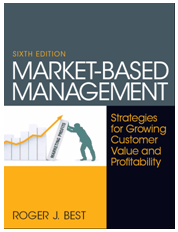 SIXTH EDITION
MARKET-BASED
MANAGEMENT
Strategies
for Growing
Customer
Value and
Profitability
ROGER J. BEST